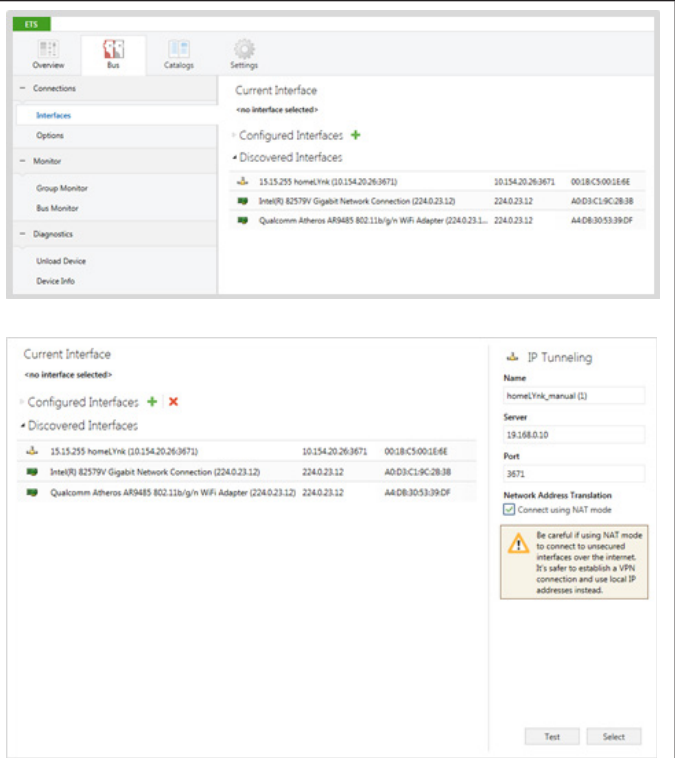 ETS
Overview
Bus
Catalogs
Settings
Connections
Interfaces
Options
Monitor
Group Monitor
Bus Monitor
Diagnostics
Unload Device
Device Info
Current Interface
<no interface selected>
Configured Interfaces
Discovered Interfaces
15.15.255 homeLYnk (10.154.20.26:3671) 10.154.20.26:3671 00:1B:C5:00:1E:6E
Intel(R) 82579V Gigabit Network Connection (224.0.23.12) 224.0.23.12 A0:D3:C1:9C:28:38
Qualcomm Atheros AR9485 802.11b/g/n WiFi Adapter (224.0.23.1... 224.0.23.12 A4:DB:30:53:39:DF
Current Interface
<no interface selected>
Configured Interfaces
Discovered Interfaces
15.15.255 homeLYnk (10.154.20.26:3671) 10.154.20.26:3671 00:1B:C5:00:1E:6E
Intel(R) 82579V Gigabit Network Connection (224.0.23.12) 224.0.23.12 A0:D3:C1:9C:28:38
Qualcomm Atheros AR9485 802.11b/g/n WiFi Adapter (224.0.23.12) 224.0.23.12 A4:DB:30:53:39:DF
IP Tunneling
Name
homeLYnk_manual (1)
Server
19.168.0.10
Port
3671
Network Address Translation
Connect using NAT mode
Be careful if using NAT mode
to connect to unsecured
interfaces over the internet.
It's safer to establish a VPN
connection and use local IP
addresses instead.
Test
Select